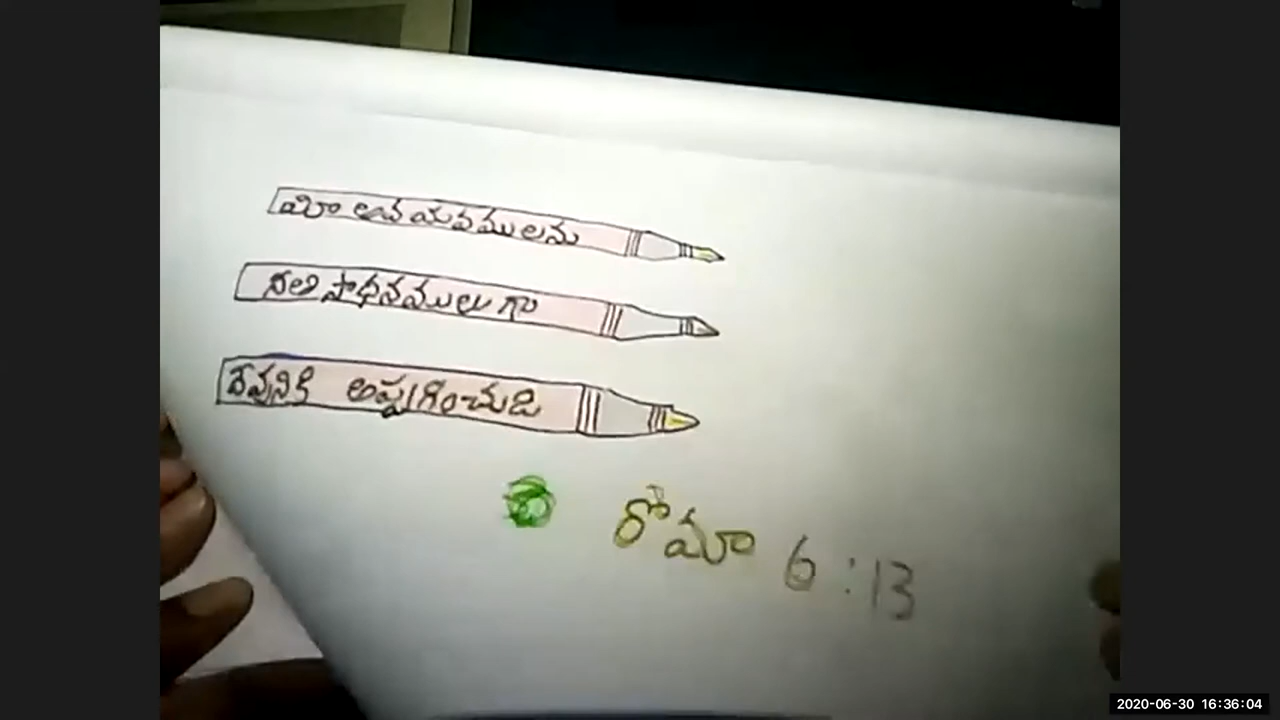 మీ అవయవములను
నీతి సాధనములు గా
దేవునికి అప్పగించుడి
రోమా 6:13
2020-06-30 16:36:04